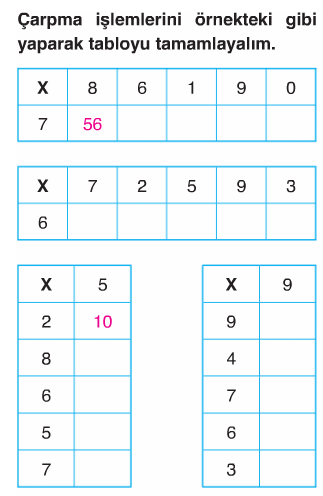 Çarpma işlemlerini örnekteki gibi
yaparak tabloyu tamamlayalım.
X 8 6 1 9 0
7 56
X 7 2 5 9 3
6
X 5
2 10
8
6
5
7
X 9
9
4
7
6
3